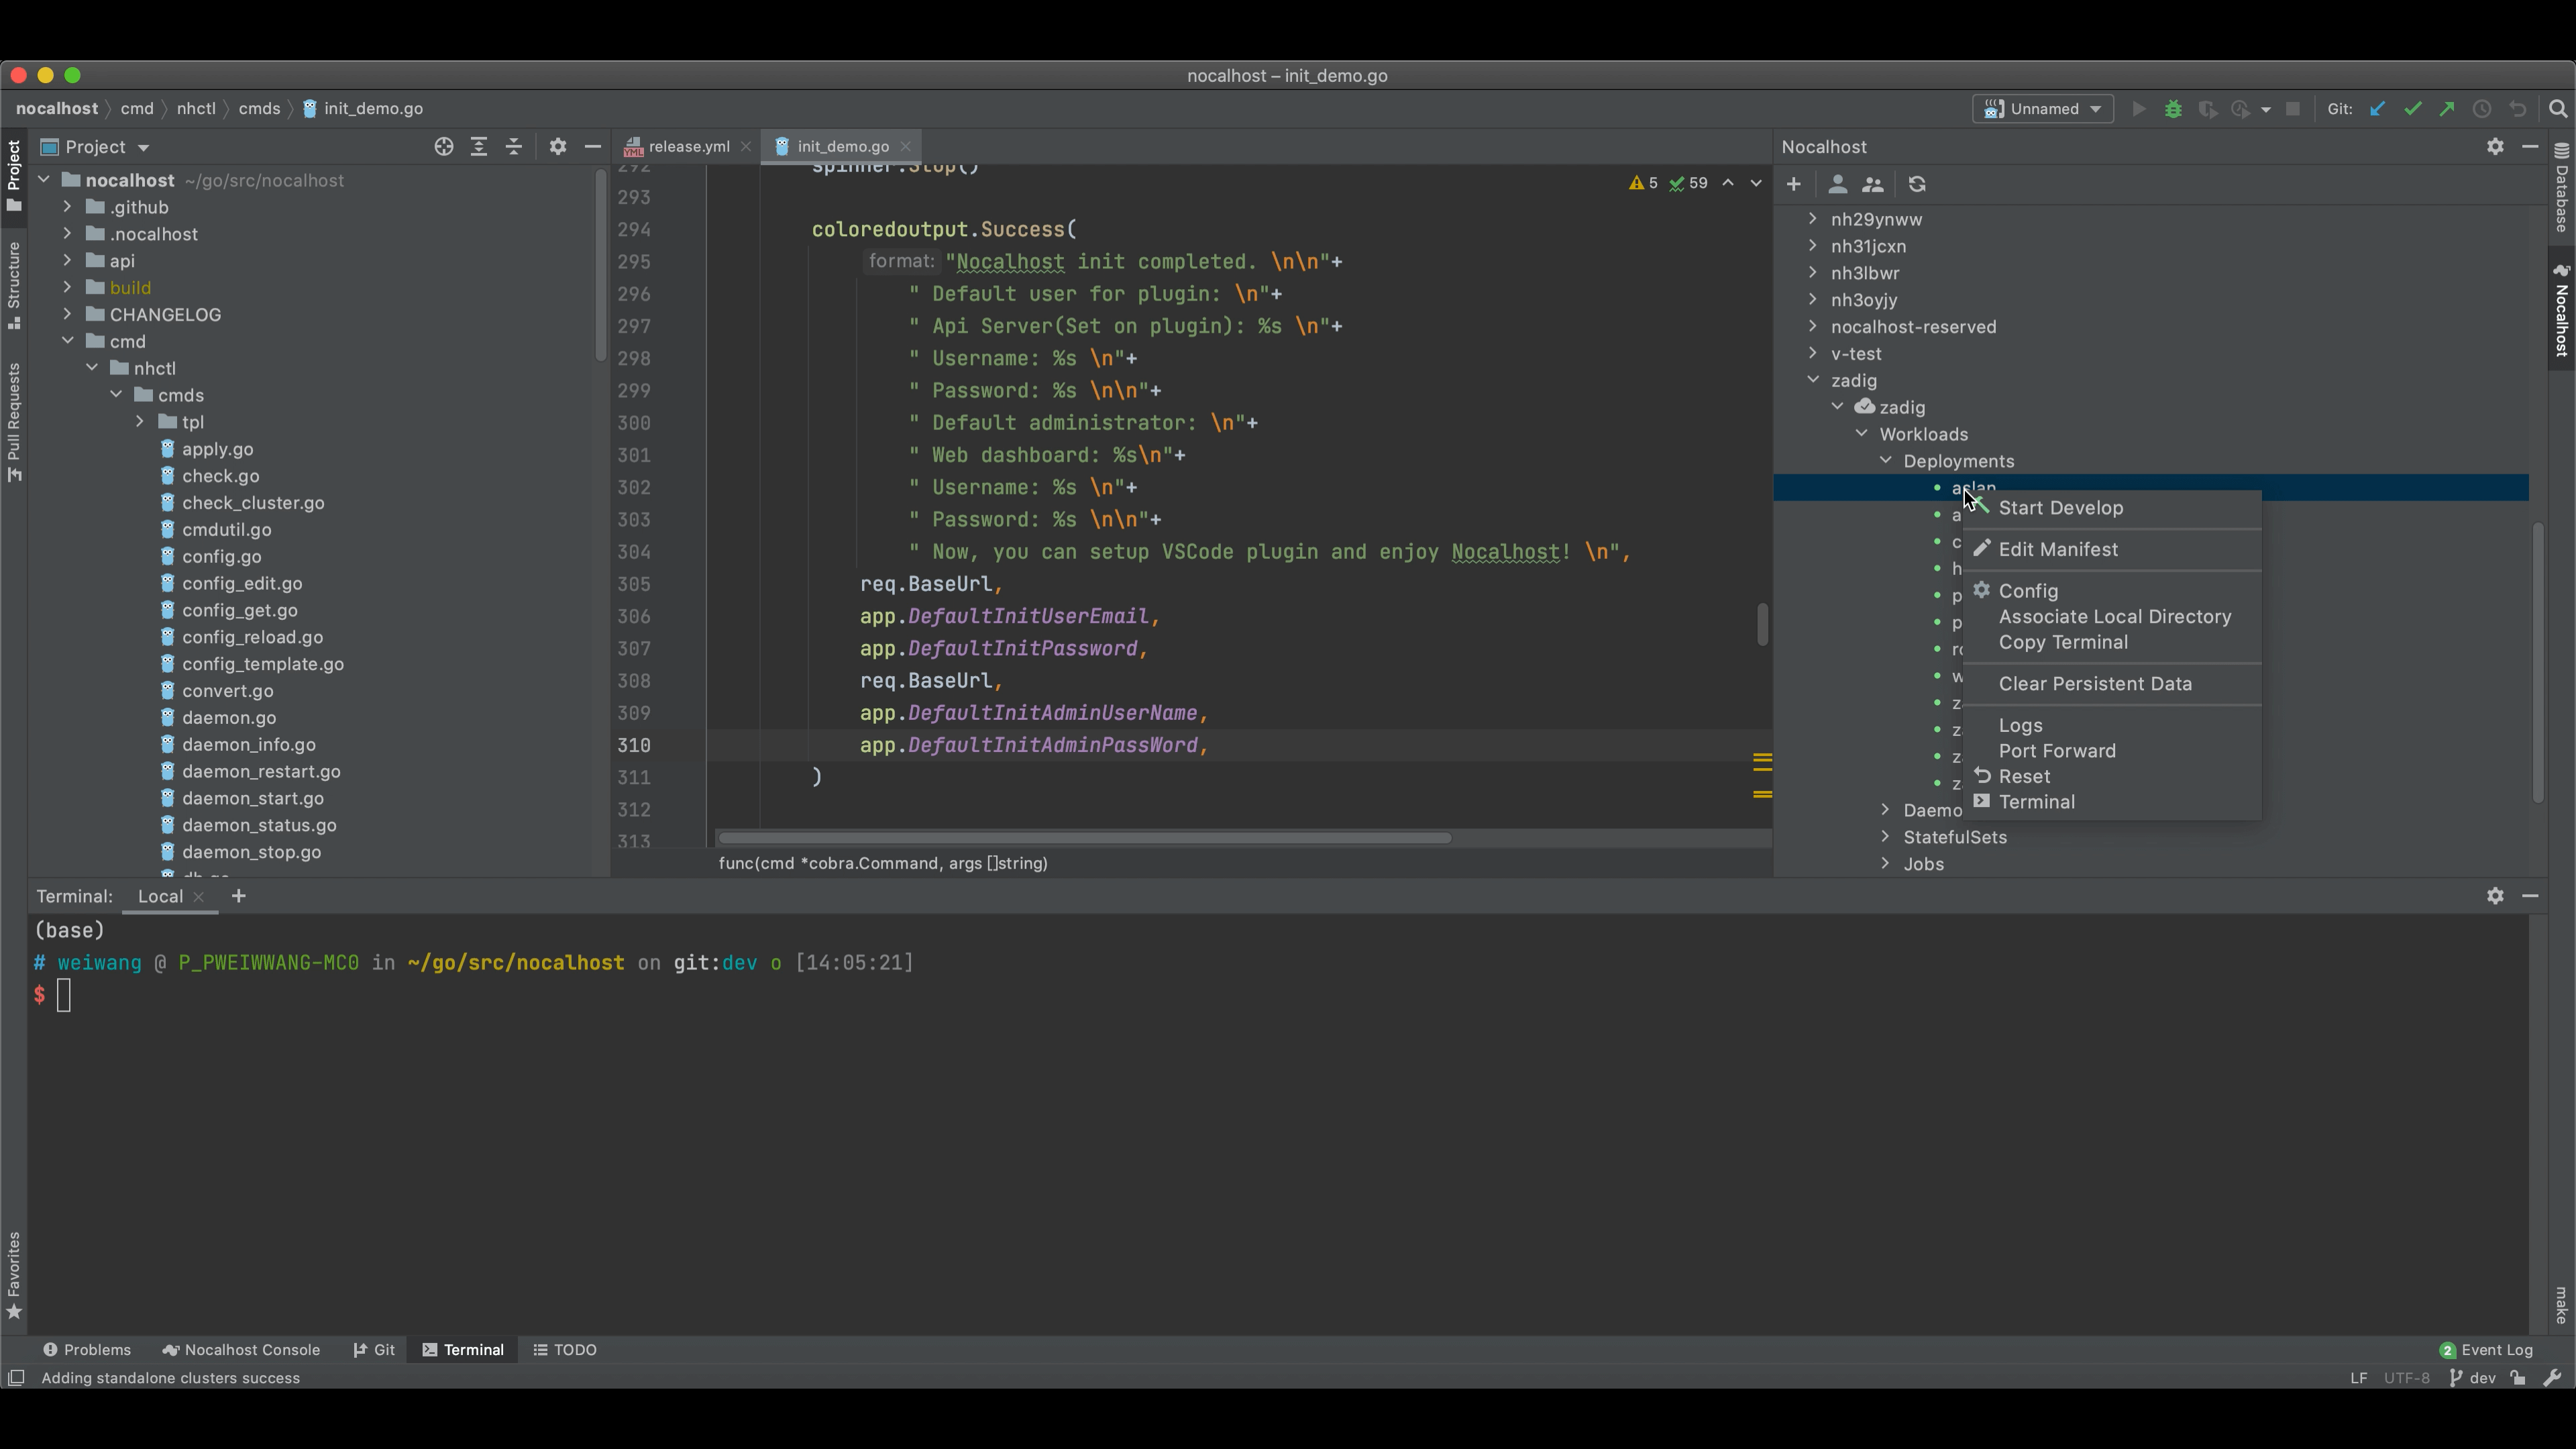 nocalhost – init_demo.go
nocalhost cmd nhctl cmds init_demo.go
Unnamed Git:
Project
release.yml init_demo.go
Nocalhost
Project
Structure
Pull Requests
Favorites
nocalhost ~/go/src/nocalhost
.github
.nocalhost
api
build
CHANGELOG
cmd
nhctl
cmds
tpl
apply.go
check.go
check_cluster.go
cmdutil.go
config.go
config_edit.go
config_get.go
config_reload.go
config_template.go
convert.go
daemon.go
daemon_info.go
daemon_restart.go
daemon_start.go
daemon_status.go
daemon_stop.go
5 59
292 spinner.Stop()
293
294 coloredoutput.Success(
295 format: "Nocalhost init completed. \n\n"+
296 " Default user for plugin: \n"+
297 " Api Server(Set on plugin): %s \n"+
298 " Username: %s \n"+
299 " Password: %s \n\n"+
300 " Default administrator: \n"+
301 " Web dashboard: %s\n"+
302 " Username: %s \n"+
303 " Password: %s \n\n"+
304 " Now, you can setup VSCode plugin and enjoy Nocalhost! \n",
305 req.BaseUrl,
306 app.DefaultInitUserEmail,
307 app.DefaultInitPassword,
308 req.BaseUrl,
309 app.DefaultInitAdminUserName,
310 app.DefaultInitAdminPassWord,
311 )
312
313
func(cmd *cobra.Command, args []string)
nh29ynww
nh31jcxn
nh3lbwr
nh3oyjy
nocalhost-reserved
v-test
zadig
zadig
Workloads
Deployments
aslan
Start Develop
Edit Manifest
Config
Associate Local Directory
Copy Terminal
Clear Persistent Data
Logs
Port Forward
Reset
Terminal
Daemo
StatefulSets
Jobs
Database
Nocalhost
make
Terminal: Local
(base)
# weiwang @ P_PWEIWWANG-MC0 in ~/go/src/nocalhost on git:dev o [14:05:21]
$
Problems Nocalhost Console Git Terminal TODO
2 Event Log
Adding standalone clusters success
LF UTF-8 dev